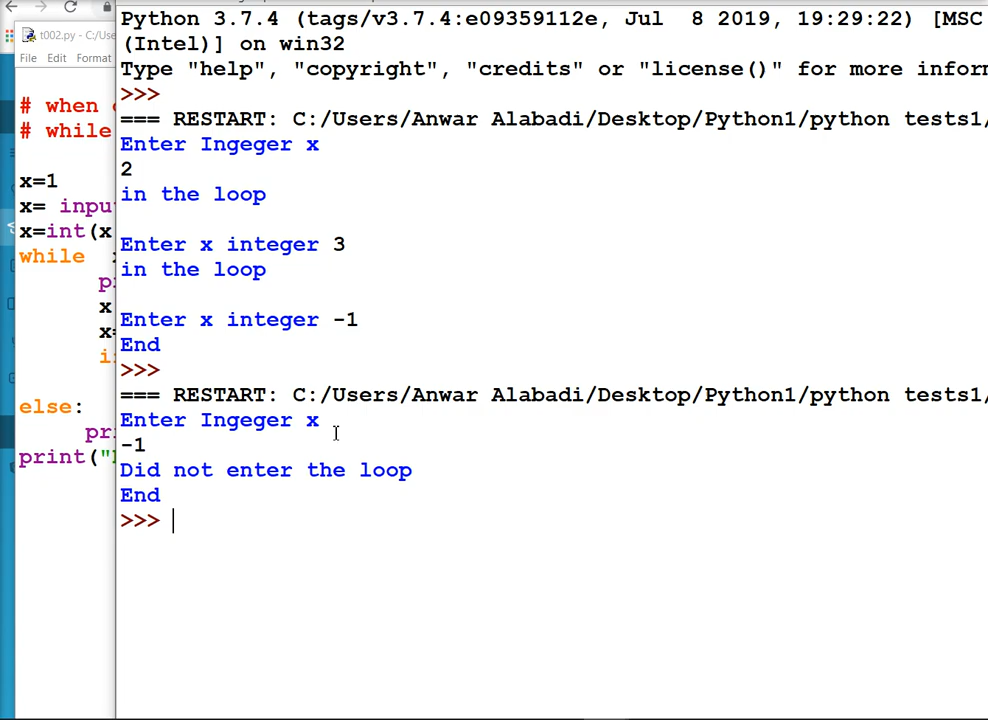 t002.py - C:/Use
File Edit Format
# when
# while
x=1
x= inpu
x=int(x
while
x
x=
else:
print("
Python 3.7.4 (tags/v3.7.4:e09359112e, Jul 8 2019, 19:29:22) [MSC
(Intel)] on win32
Type "help", "copyright", "credits" or "license()" for more infor
>>>
=== RESTART: C:/Users/Anwar Alabadi/Desktop/Python1/python tests1/
Enter Ingeger x
2
in the loop
Enter x integer 3
in the loop
Enter x integer -1
End
>>>
=== RESTART: C:/Users/Anwar Alabadi/Desktop/Python1/python tests1/
Enter Ingeger x
-1
Did not enter the loop
End
>>>